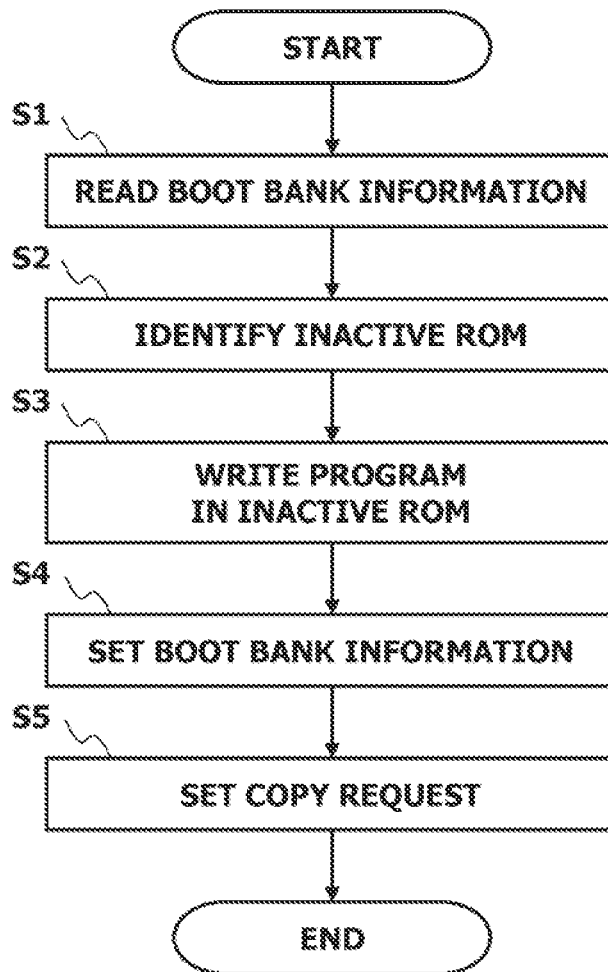 START
S1
READ BOOT BANK INFORMATION
S2
IDENTIFY INACTIVE ROM
S3
WRITE PROGRAM
IN INACTIVE ROM
S4
SET BOOT BANK INFORMATION
S5
SET COPY REQUEST
END